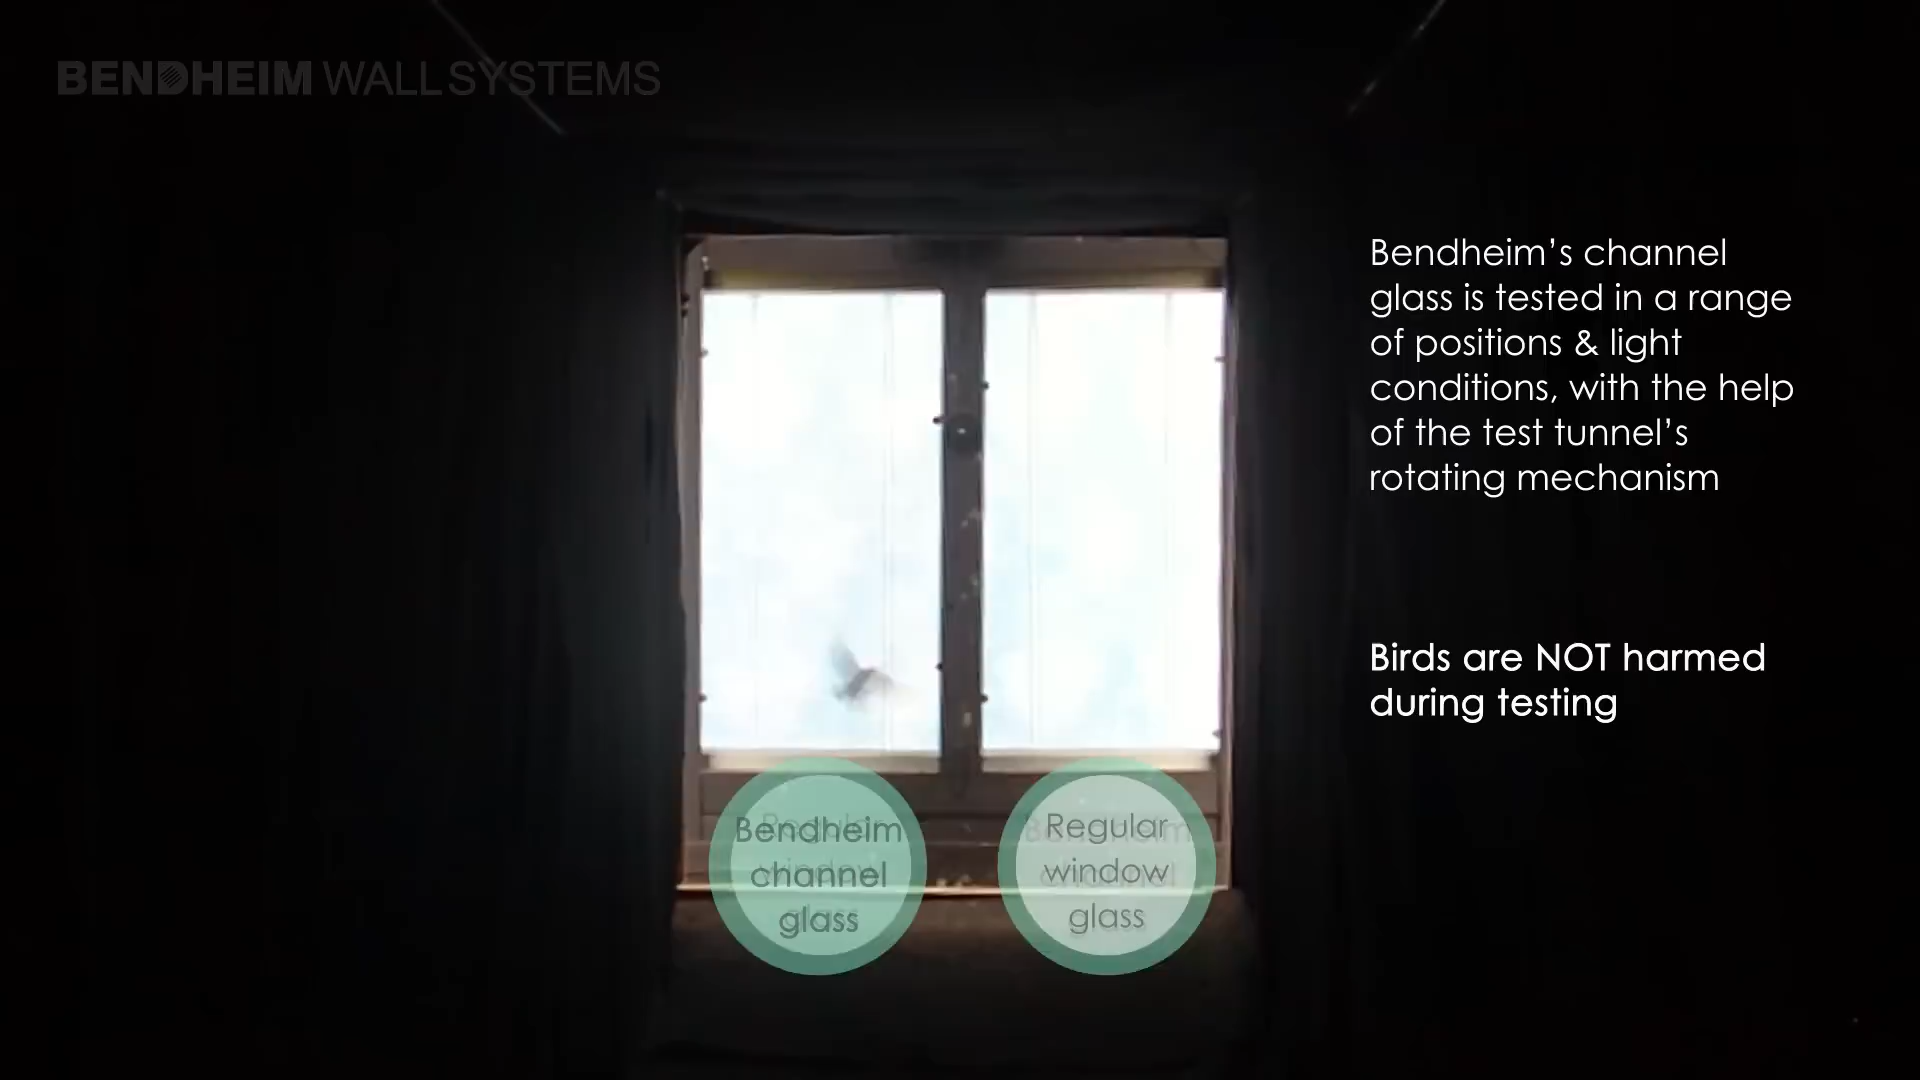 BENDHEIM WALL SYSTEMS
Bendheim's channel
glass is tested in a range
of positions & light
conditions, with the help
of the test tunnel's
rotating mechanism
Birds are NOT harmed
during testing
Bendheim
channel
glass
Regular
window
glass